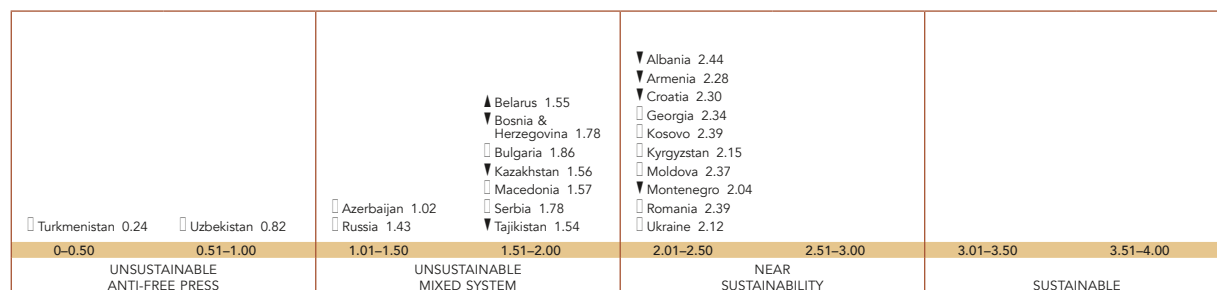 Turkmenistan 0.24
Uzbekistan 0.82
Azerbaijan 1.02
Russia 1.43
▲ Belarus 1.55
▼ Bosnia &
Herzegovina 1.78
Bulgaria 1.86
▼ Kazakhstan 1.56
Macedonia 1.57
Serbia 1.78
▼ Tajikistan 1.54
▼ Albania 2.44
▼ Armenia 2.28
▼ Croatia 2.30
Georgia 2.34
Kosovo 2.39
Kyrgyzstan 2.15
Moldova 2.37
▼ Montenegro 2.04
Romania 2.39
Ukraine 2.12
0–0.50
0.51–1.00
1.01–1.50
1.51–2.00
2.01–2.50
2.51–3.00
3.01–3.50
3.51–4.00
UNSUSTAINABLE
ANTI-FREE PRESS
UNSUSTAINABLE
MIXED SYSTEM
NEAR
SUSTAINABILITY
SUSTAINABLE